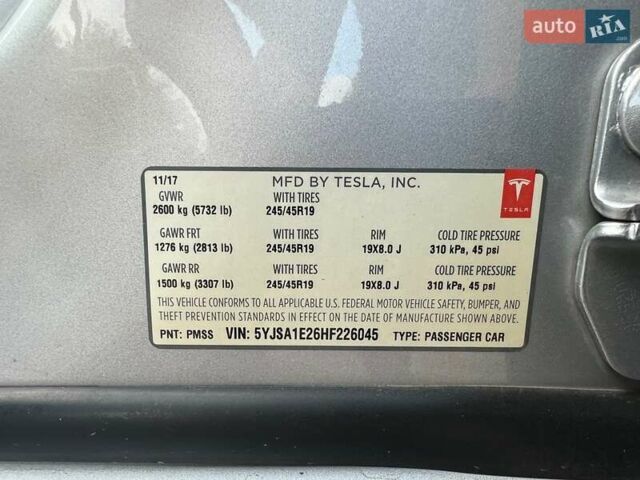 auto RIA.com
11/17 MFD BY TESLA, INC.
GVWR WITH TIRES
2600 kg (5732 lb) 245/45R19
TESLA
GAWR FRT WITH TIRES RIM COLD TIRE PRESSURE
1276 kg (2813 lb) 245/45R19 19X8.0 J 310 kPa, 45 psi
GAWR RR WITH TIRES RIM COLD TIRE PRESSURE
1500 kg (3307 lb) 245/45R19 19X8.0 J 310 kPa, 45 psi
THIS VEHICLE CONFORMS TO ALL APPLICABLE U.S. FEDERAL MOTOR VEHICLE SAFETY, BUMPER, AND
THEFT PREVENTION STANDARDS IN EFFECT ON THE DATE OF MANUFACTURE SHOWN ABOVE.
PNT: PMSS VIN: 5YJSA1E26HF226045 TYPE: PASSENGER CAR